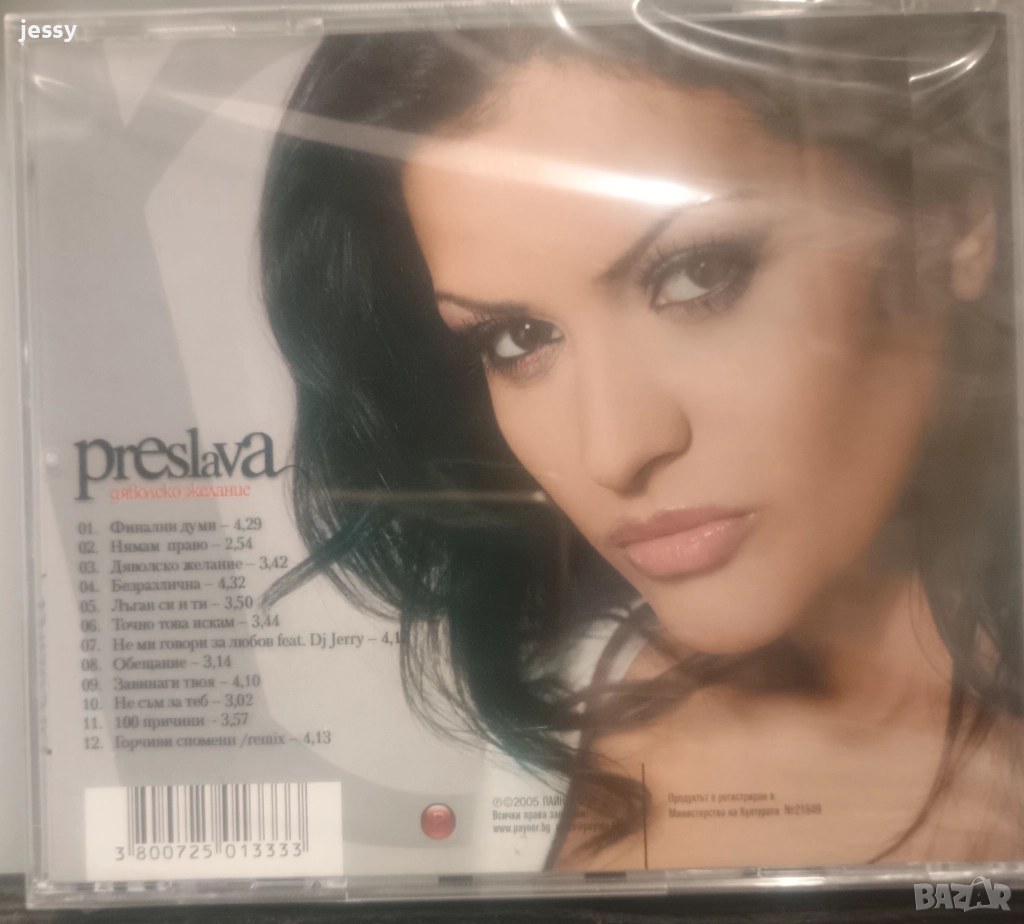 jessy
preslava
дяволско желание
01. Финални думи – 4,29
02. Нямам право – 2,54
03. Дяволско желание – 3,42
04. Безразлична – 4,32
05. Лъган си и ти – 3,50
06. Точно това искам – 3,44
07. Не ми говори за любов feat. Dj Jerry –
08. Обещание – 3,14
09. Завинаги твоя – 4,10
10. Не съм за теб – 3,02
11. 100 причини - 3,57
12. Горчиви спомени /remix – 4,13
3 800725 013333
℗©2005
Всички права
www.payner.bg
Продуктът е регистриран в
Министерство на Културата №21849
BAZAR